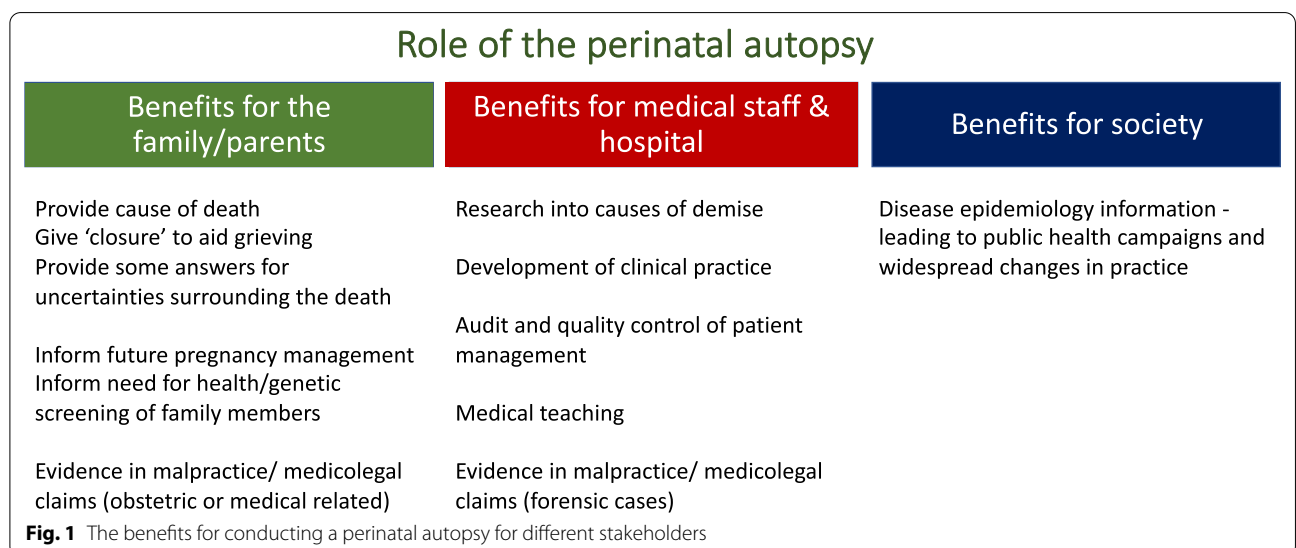 Role of the perinatal autopsy
Benefits for the
family/parents
Provide cause of death
Give ‘closure’ to aid grieving
Provide some answers for
uncertainties surrounding the death
Inform future pregnancy management
Inform need for health/genetic
screening of family members
Evidence in malpractice/ medicolegal
claims (obstetric or medical related)
Benefits for medical staff &
hospital
Research into causes of demise
Development of clinical practice
Audit and quality control of patient
management
Medical teaching
Evidence in malpractice/ medicolegal
claims (forensic cases)
Benefits for society
Disease epidemiology information -
leading to public health campaigns and
widespread changes in practice
Fig. 1 The benefits for conducting a perinatal autopsy for different stakeholders